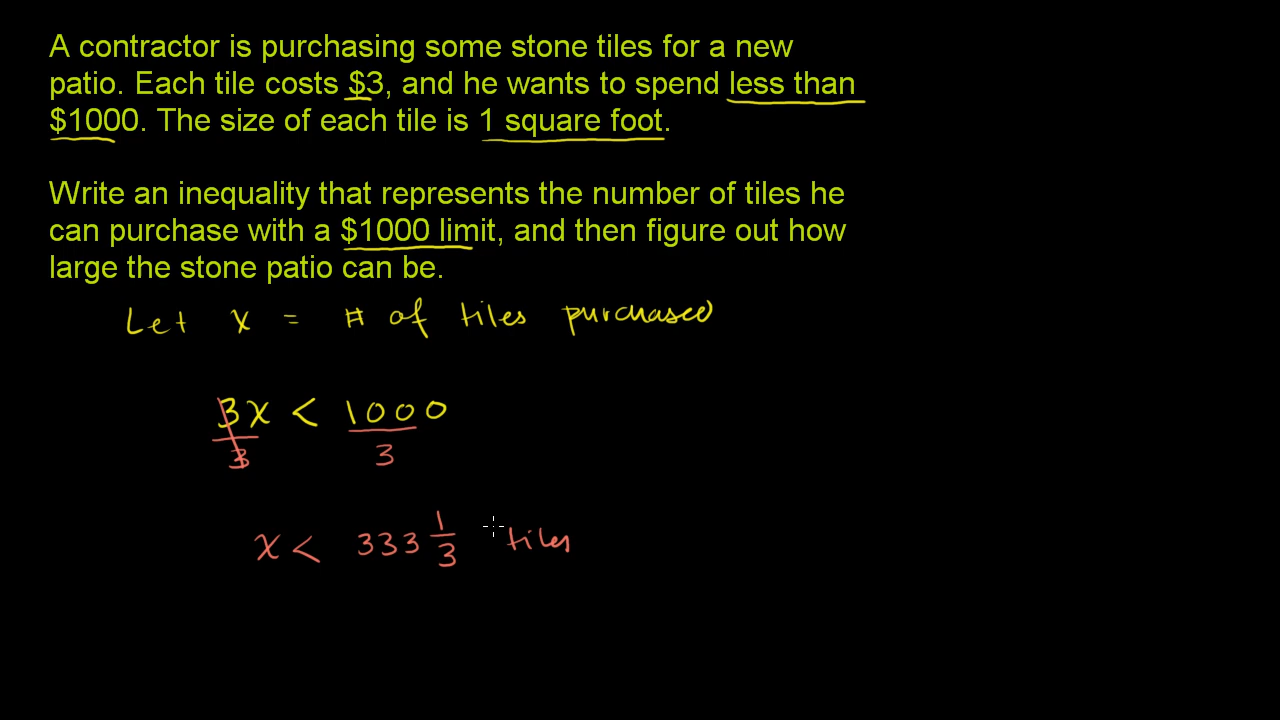 A contractor is purchasing some stone tiles for a new
patio. Each tile costs $3, and he wants to spend less than
$1000. The size of each tile is 1 square foot.
Write an inequality that represents the number of tiles he
can purchase with a $1000 limit, and then figure out how
large the stone patio can be.
Let x = # of tiles purchased
3x < 1000
3 3
x < 333 1/3 tiles